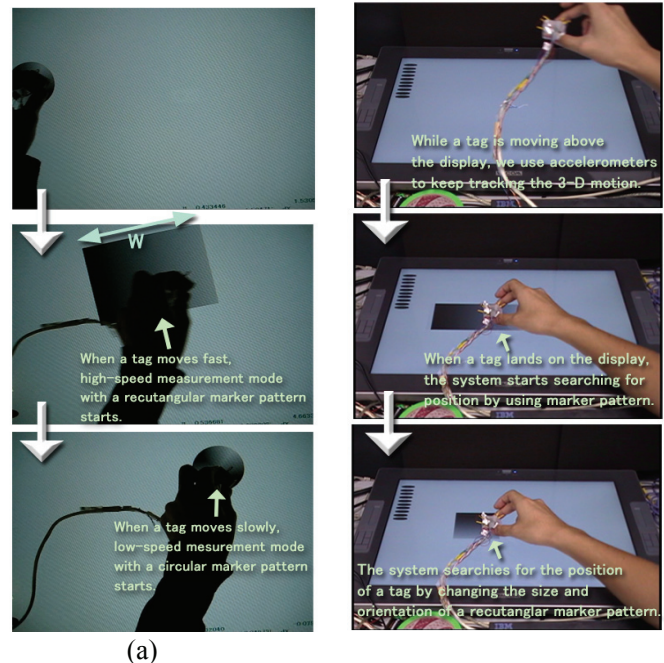 W
When a tag moves fast,
high-speed measurement mode
with a recutangular marker pattern
starts.
When a tag moves slowly,
low-speed mesurement mode
with a circular marker pattern
starts.
(a)
While a tag is moving above
the display, we use accelerometers
to keep tracking the 3-D motion.
IBM
When a tag lands on the display,
the system starts searching for
position by using marker pattern.
IBM
The system searchies for the position
of a tag by changing the size and
orientation of a recutanglar marker pattern.
IBM